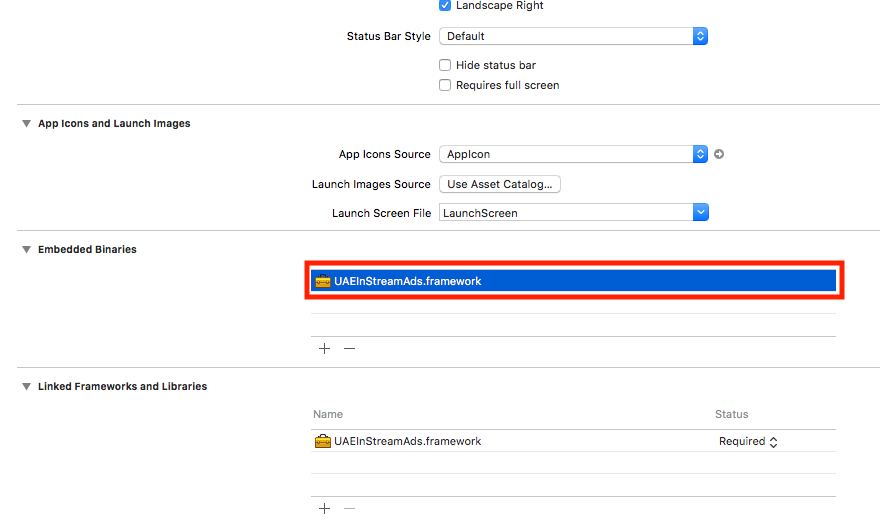 Landscape Right
Status Bar Style Default
Hide status bar
Requires full screen
App Icons and Launch Images
App Icons Source AppIcon
Launch Images Source Use Asset Catalog...
Launch Screen File LaunchScreen
Embedded Binaries
UAEInStreamAds.framework
Linked Frameworks and Libraries
Name Status
UAEInStreamAds.framework Required